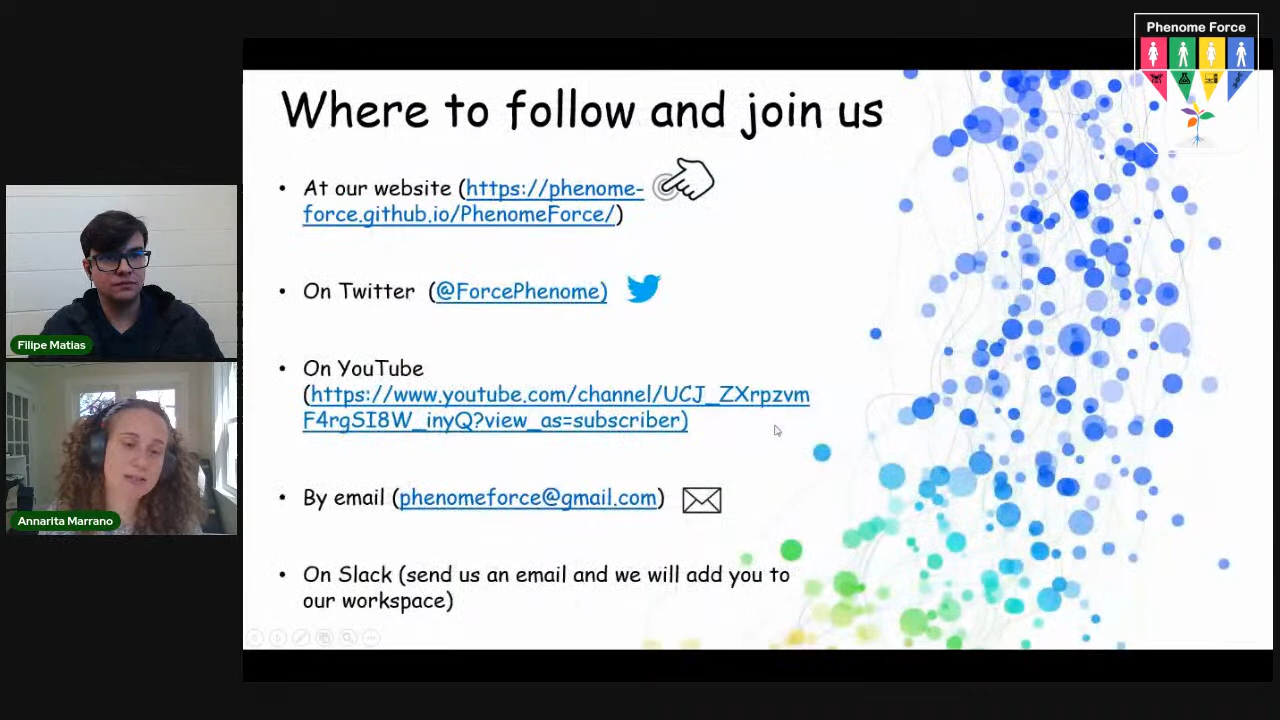 Phenome Force
Where to follow and join us
• At our website (https://phenome-
force.github.io/PhenomeForce/)
• On Twitter (@ForcePhenome)
• On YouTube
(https://www.youtube.com/channel/UCJ_ZXrpzvm
F4rgSI8W_inyQ?view_as=subscriber)
• By email (phenomeforce@gmail.com)
• On Slack (send us an email and we will add you to
our workspace)
Filipe Matias
Annarita Marrano